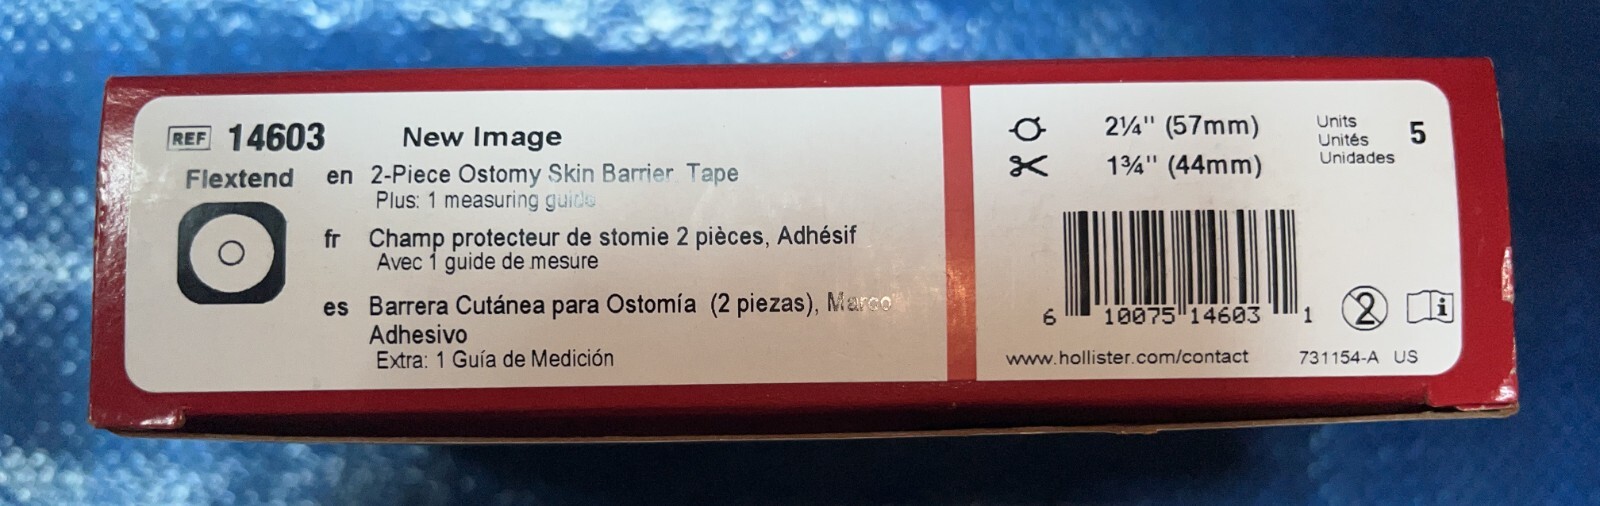 REF 14603 New Image
Flextend
en 2-Piece Ostomy Skin Barrier, Tape
Plus: 1 measuring guide
fr Champ protecteur de stomie 2 pièces, Adhésif
Avec 1 guide de mesure
es Barrera Cutánea para Ostomía (2 piezas), Marco
Adhesivo
Extra: 1 Guía de Medición
2¼" (57mm)
1¾" (44mm)
Units
Unités
Unidades
5
6 10075 14603 1
2
i
www.hollister.com/contact 731154-A US